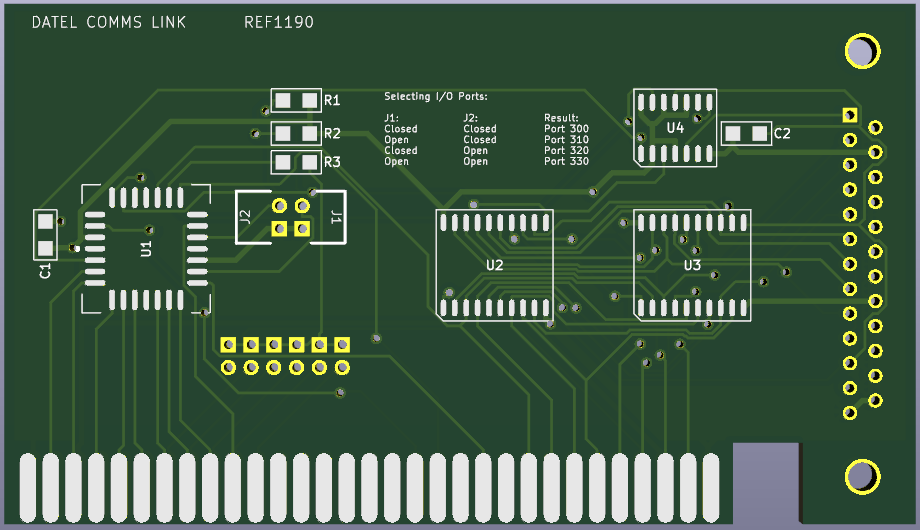 DATEL COMMS LINK REF1190
R1
Selecting I/O Ports:
J1: J2: Result:
Closed Closed Port 300
Open Closed Port 310
Closed Open Port 320
Open Open Port 330
U4
C2
R2
R3
J2
J1
U1
C1
U2
U3